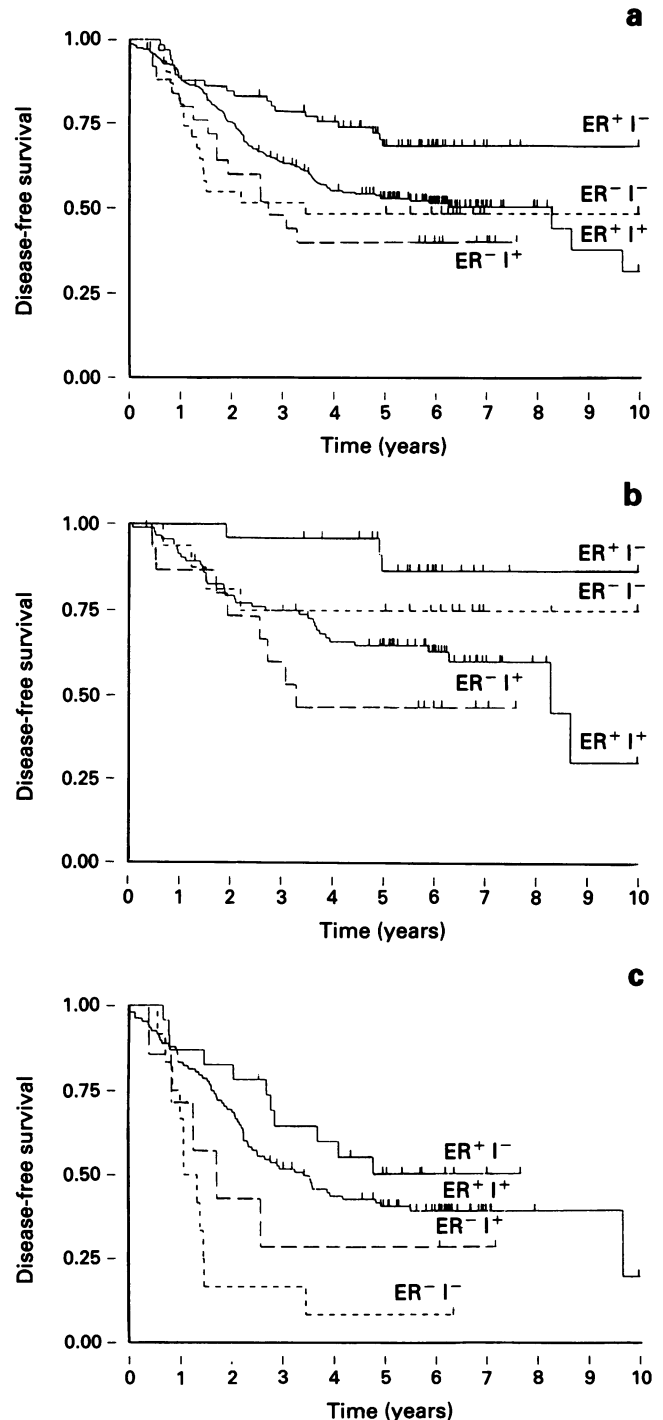 a
1.00
0.75
0.50
0.25
0.00
Disease-free survival
ER⁺ I⁻
ER⁻ I⁻
ER⁺ I⁺
ER⁻ I⁺
0 1 2 3 4 5 6 7 8 9 10
Time (years)
b
1.00
0.75
0.50
0.25
0.00
Disease-free survival
ER⁺ I⁻
ER⁻ I⁻
ER⁻ I⁺
ER⁺ I⁺
0 1 2 3 4 5 6 7 8 9 10
Time (years)
c
1.00
0.75
0.50
0.25
0.00
Disease-free survival
ER⁺ I⁻
ER⁺ I⁺
ER⁻ I⁺
ER⁻ I⁻
0 1 2 3 4 5 6 7 8 9 10
Time (years)